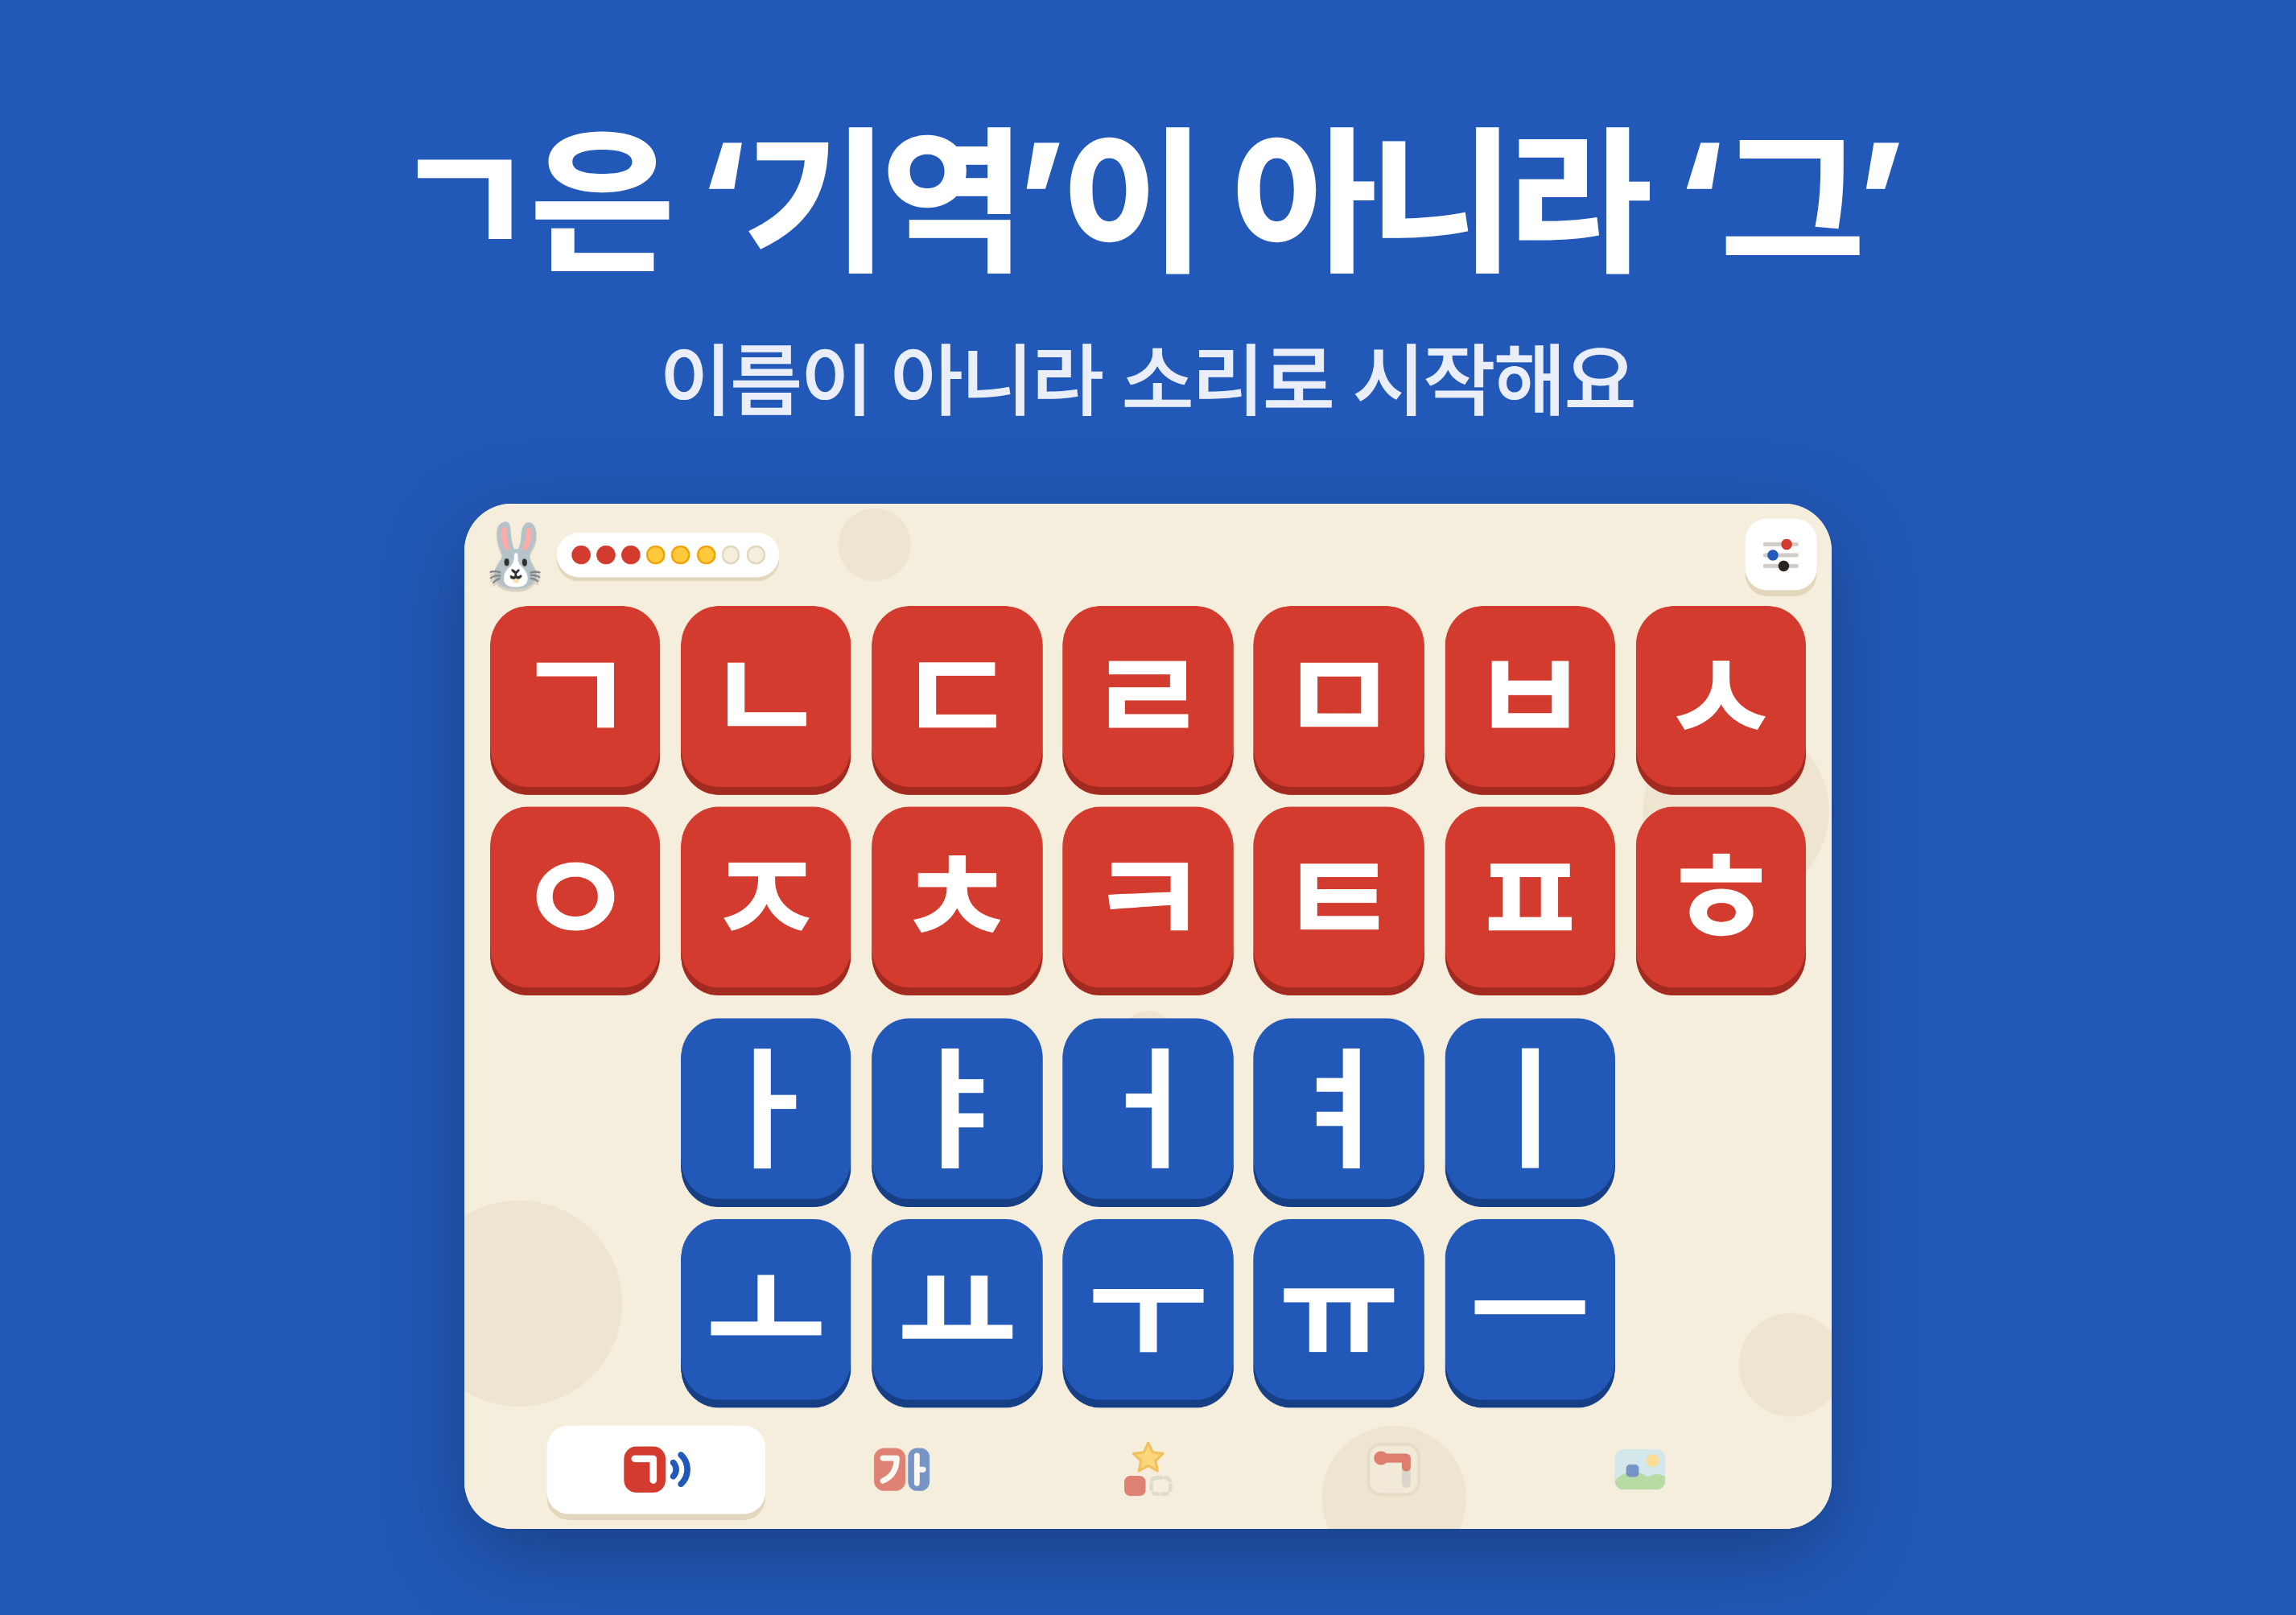 ㄱ은 ‘기역’이 아니라 ‘그’
이름이 아니라 소리로 시작해요
ㄱ ㄴ ㄷ ㄹ ㅁ ㅂ ㅅ
ㅇ ㅈ ㅊ ㅋ ㅌ ㅍ ㅎ
ㅏ ㅑ ㅓ ㅕ ㅣ
ㅗ ㅛ ㅜ ㅠ ㅡ
ㄱ 가 ㄱ